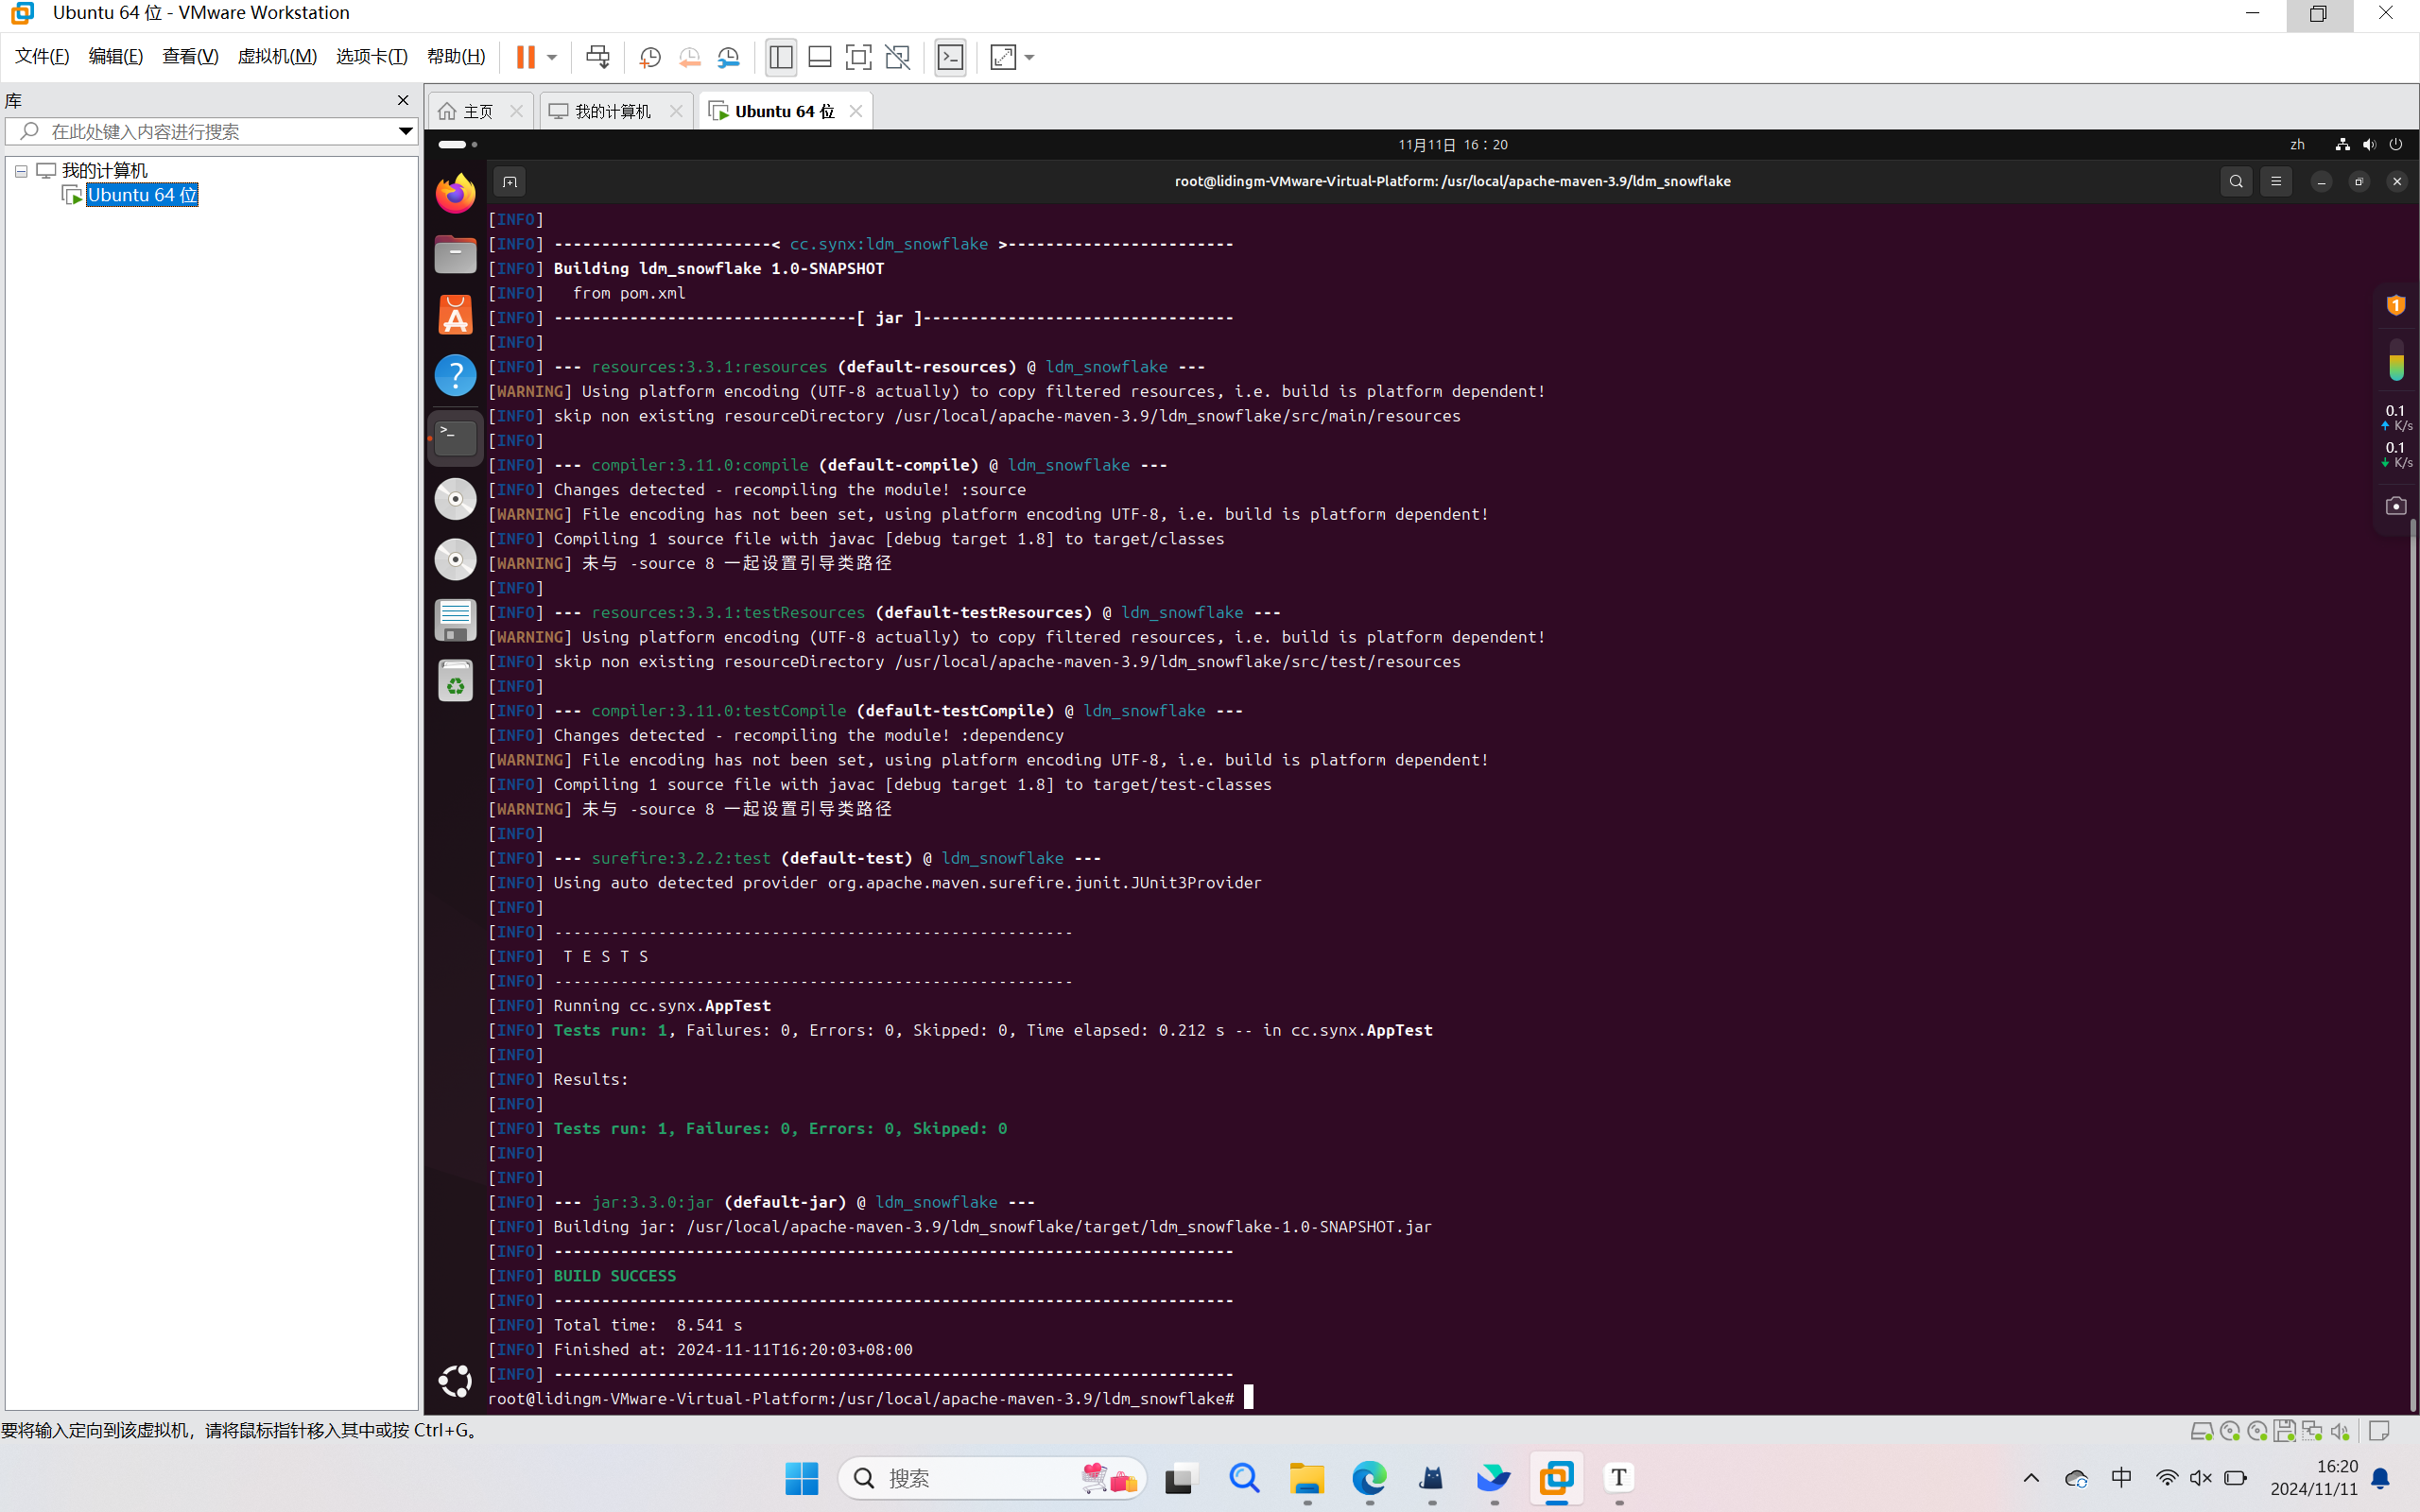 Ubuntu 64 位 - VMware Workstation
文件(F) 编辑(E) 查看(V) 虚拟机(M) 选项卡(T) 帮助(H)
库
在此处键入内容进行搜索
我的计算机
Ubuntu 64 位
主页 我的计算机 Ubuntu 64 位
11月11日 16：20
zh
root@lidingm-VMware-Virtual-Platform: /usr/local/apache-maven-3.9/ldm_snowflake
[INFO]
[INFO] -----------------------< cc.synx:ldm_snowflake >------------------------
[INFO] Building ldm_snowflake 1.0-SNAPSHOT
[INFO]   from pom.xml
[INFO] --------------------------------[ jar ]---------------------------------
[INFO]
[INFO] --- resources:3.3.1:resources (default-resources) @ ldm_snowflake ---
[WARNING] Using platform encoding (UTF-8 actually) to copy filtered resources, i.e. build is platform dependent!
[INFO] skip non existing resourceDirectory /usr/local/apache-maven-3.9/ldm_snowflake/src/main/resources
[INFO]
[INFO] --- compiler:3.11.0:compile (default-compile) @ ldm_snowflake ---
[INFO] Changes detected - recompiling the module! :source
[WARNING] File encoding has not been set, using platform encoding UTF-8, i.e. build is platform dependent!
[INFO] Compiling 1 source file with javac [debug target 1.8] to target/classes
[WARNING] 未与 -source 8 一起设置引导类路径
[INFO]
[INFO] --- resources:3.3.1:testResources (default-testResources) @ ldm_snowflake ---
[WARNING] Using platform encoding (UTF-8 actually) to copy filtered resources, i.e. build is platform dependent!
[INFO] skip non existing resourceDirectory /usr/local/apache-maven-3.9/ldm_snowflake/src/test/resources
[INFO]
[INFO] --- compiler:3.11.0:testCompile (default-testCompile) @ ldm_snowflake ---
[INFO] Changes detected - recompiling the module! :dependency
[WARNING] File encoding has not been set, using platform encoding UTF-8, i.e. build is platform dependent!
[INFO] Compiling 1 source file with javac [debug target 1.8] to target/test-classes
[WARNING] 未与 -source 8 一起设置引导类路径
[INFO]
[INFO] --- surefire:3.2.2:test (default-test) @ ldm_snowflake ---
[INFO] Using auto detected provider org.apache.maven.surefire.junit.JUnit3Provider
[INFO]
[INFO] -------------------------------------------------------
[INFO]  T E S T S
[INFO] -------------------------------------------------------
[INFO] Running cc.synx.AppTest
[INFO] Tests run: 1, Failures: 0, Errors: 0, Skipped: 0, Time elapsed: 0.212 s -- in cc.synx.AppTest
[INFO]
[INFO] Results:
[INFO]
[INFO] Tests run: 1, Failures: 0, Errors: 0, Skipped: 0
[INFO]
[INFO]
[INFO] --- jar:3.3.0:jar (default-jar) @ ldm_snowflake ---
[INFO] Building jar: /usr/local/apache-maven-3.9/ldm_snowflake/target/ldm_snowflake-1.0-SNAPSHOT.jar
[INFO] ------------------------------------------------------------------------
[INFO] BUILD SUCCESS
[INFO] ------------------------------------------------------------------------
[INFO] Total time:  8.541 s
[INFO] Finished at: 2024-11-11T16:20:03+08:00
[INFO] ------------------------------------------------------------------------
root@lidingm-VMware-Virtual-Platform:/usr/local/apache-maven-3.9/ldm_snowflake#
1
0.1
K/s
0.1
K/s
要将输入定向到该虚拟机，请将鼠标指针移入其中或按 Ctrl+G。
搜索
T
中
16:20
2024/11/11